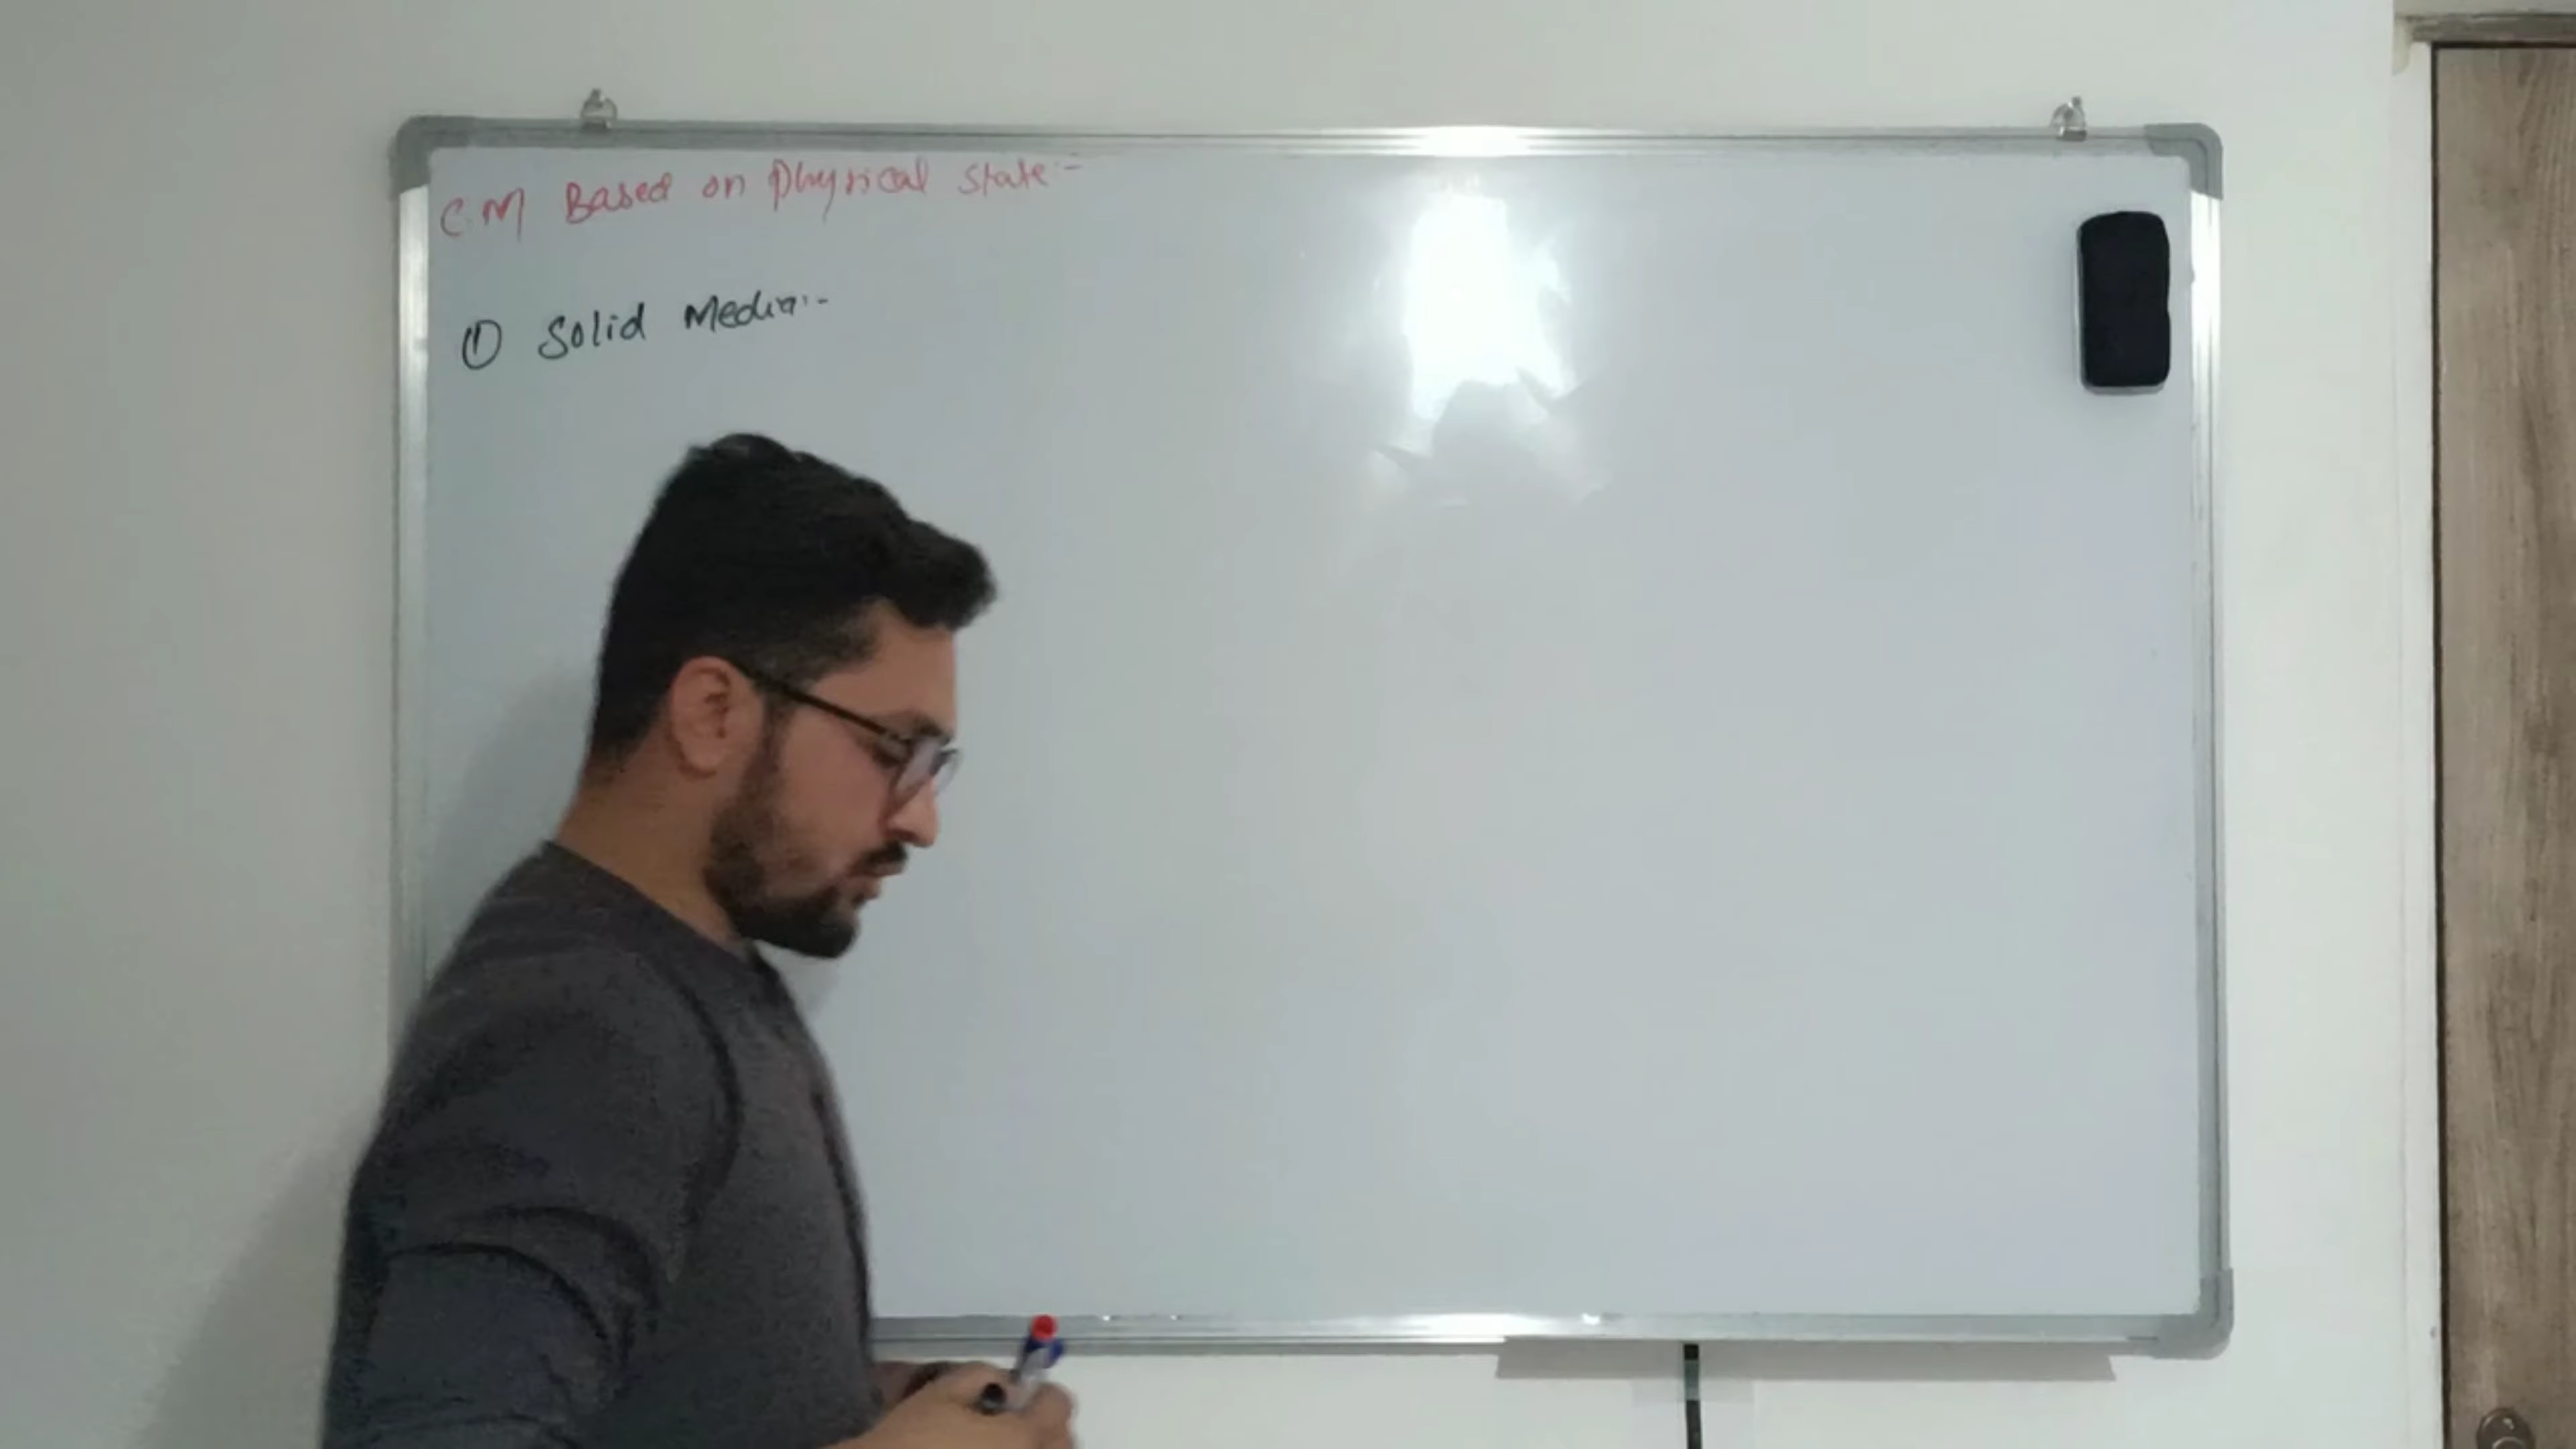 C.M Based on Physical State:-
① Solid Media:-